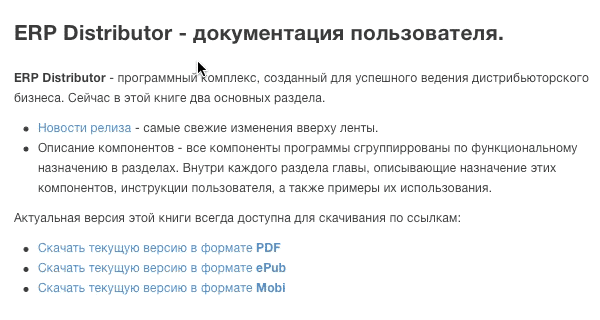 ERP Distributor - документация пользователя.
ERP Distributor - программный комплекс, созданный для успешного ведения дистрибьюторского
бизнеса. Сейчас в этой книге два основных раздела.
• Новости релиза - самые свежие изменения вверху ленты.
• Описание компонентов - все компоненты программы сгруппиррованы по функциональному
назначению в разделах. Внутри каждого раздела главы, описывающие назначение этих
компонентов, инструкции пользователя, а также примеры их использования.
Актуальная версия этой книги всегда доступна для скачивания по ссылкам:
• Скачать текущую версию в формате PDF
• Скачать текущую версию в формате ePub
• Скачать текущую версию в формате Mobi